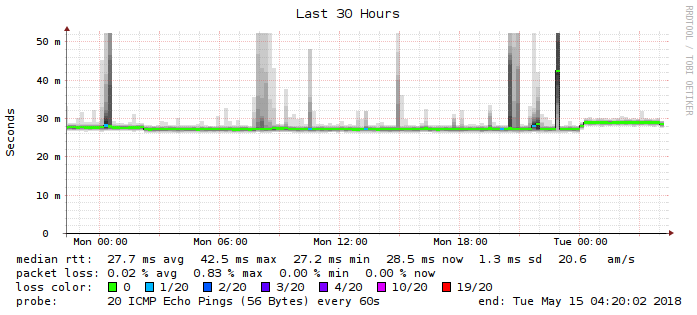 Last 30 Hours
RRDTOOL / TOBI OETIKER
Seconds
50 m
40 m
30 m
20 m
10 m
0
Mon 00:00 Mon 06:00 Mon 12:00 Mon 18:00 Tue 00:00
median rtt: 27.7 ms avg 42.5 ms max 27.2 ms min 28.5 ms now 1.3 ms sd 20.6 am/s
packet loss: 0.02 % avg 0.83 % max 0.00 % min 0.00 % now
loss color: 0 1/20 2/20 3/20 4/20 10/20 19/20
probe: 20 ICMP Echo Pings (56 Bytes) every 60s end: Tue May 15 04:20:02 2018